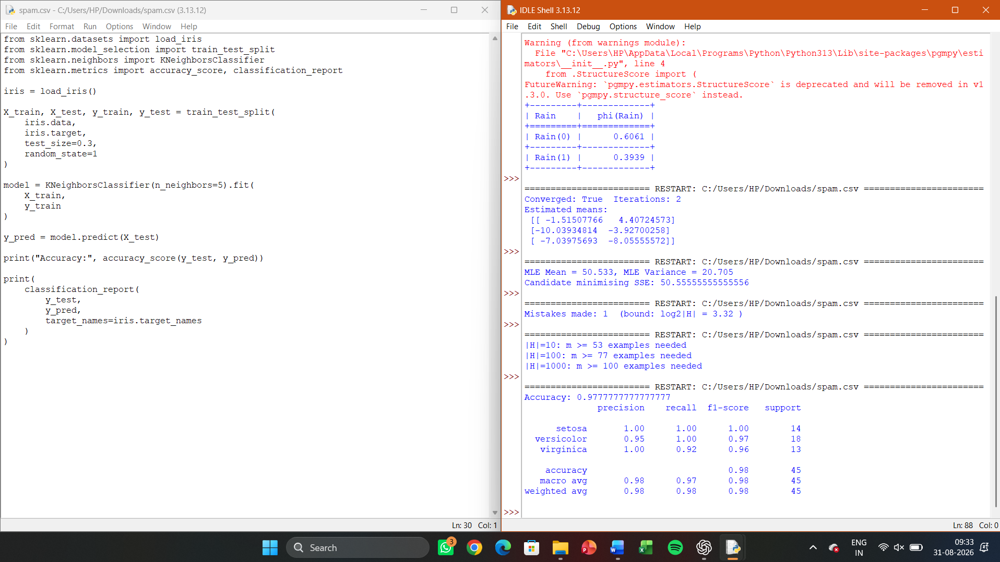 spam.csv - C:/Users/HP/Downloads/spam.csv (3.13.12)
File Edit Format Run Options Window Help
from sklearn.datasets import load_iris
from sklearn.model_selection import train_test_split
from sklearn.neighbors import KNeighborsClassifier
from sklearn.metrics import accuracy_score, classification_report
iris = load_iris()
X_train, X_test, y_train, y_test = train_test_split(
    iris.data,
    iris.target,
    test_size=0.3,
    random_state=1
)
model = KNeighborsClassifier(n_neighbors=5).fit(
    X_train,
    y_train
)
y_pred = model.predict(X_test)
print("Accuracy:", accuracy_score(y_test, y_pred))
print(
    classification_report(
        y_test,
        y_pred,
        target_names=iris.target_names
    )
)
Ln: 30 Col: 1
IDLE Shell 3.13.12
File Edit Shell Debug Options Window Help
Warning (from warnings module):
  File "C:\Users\HP\AppData\Local\Programs\Python\Python313\Lib\site-packages\pgmpy\esti
mators\__init__.py", line 4
    from .StructureScore import (
FutureWarning: `pgmpy.estimators.StructureScore` is deprecated and will be removed in v1
.3.0. Use `pgmpy.structure_score` instead.
+---------+-------------+
| Rain    |   phi(Rain) |
+=========+=============+
| Rain(0) |      0.6061 |
+---------+-------------+
| Rain(1) |      0.3939 |
+---------+-------------+
>>>
======================== RESTART: C:/Users/HP/Downloads/spam.csv =======================
Converged: True  Iterations: 2
Estimated means:
 [[ -1.51507766   4.40724573]
 [-10.03934814  -3.92700258]
 [ -7.03975693  -8.05555572]]
>>>
======================== RESTART: C:/Users/HP/Downloads/spam.csv =======================
MLE Mean = 50.533, MLE Variance = 20.705
Candidate minimising SSE: 50.55555555555556
>>>
======================== RESTART: C:/Users/HP/Downloads/spam.csv =======================
Mistakes made: 1  (bound: log2|H| = 3.32 )
>>>
======================== RESTART: C:/Users/HP/Downloads/spam.csv =======================
|H|=10: m >= 53 examples needed
|H|=100: m >= 77 examples needed
|H|=1000: m >= 100 examples needed
>>>
======================== RESTART: C:/Users/HP/Downloads/spam.csv =======================
Accuracy: 0.9777777777777777
              precision    recall  f1-score   support
      setosa       1.00      1.00      1.00        14
  versicolor       0.95      1.00      0.97        18
   virginica       1.00      0.92      0.96        13
    accuracy                           0.98        45
   macro avg       0.98      0.97      0.98        45
weighted avg       0.98      0.98      0.98        45
>>>
Ln: 88 Col: 0
Search
3
P
W
X
ENG
IN
09:33
31-08-2026